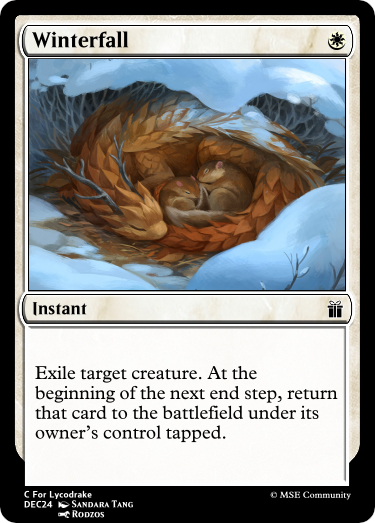 Winterfall
Instant
Exile target creature. At the
beginning of the next end step, return
that card to the battlefield under its
owner's control tapped.
C For Lycodrake
DEC24 Sandara Tang
Rodzos
© MSE Community